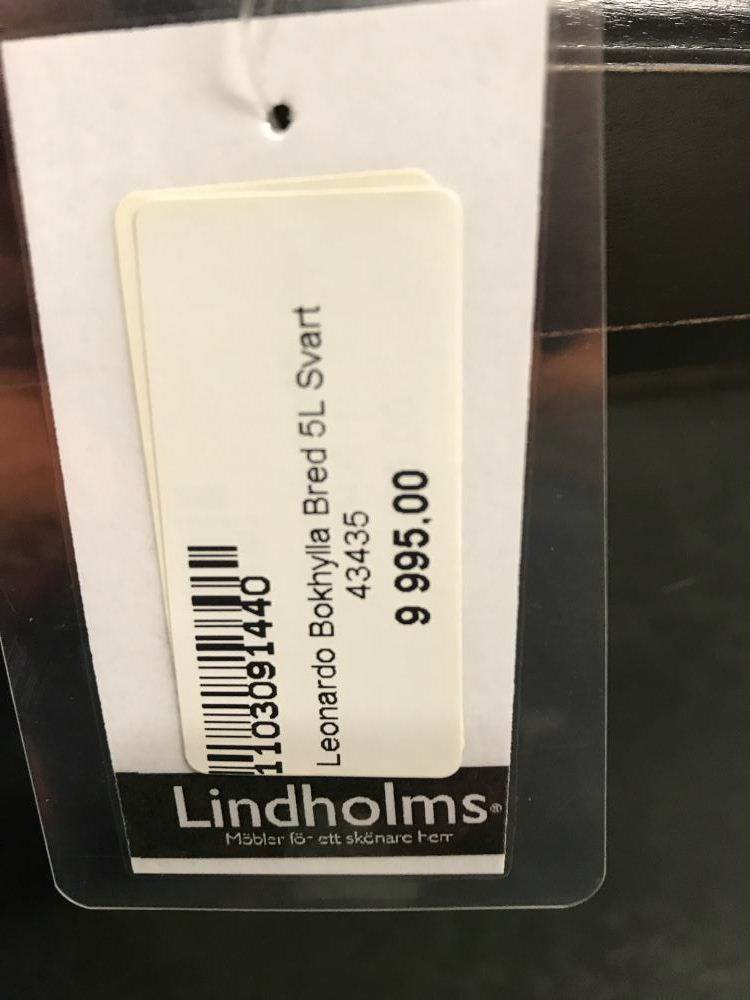 1103091440
Leonardo Bokhylla Bred 5L Svart
43435
9 995,00
Lindholms®
Möbler för ett skönare hem